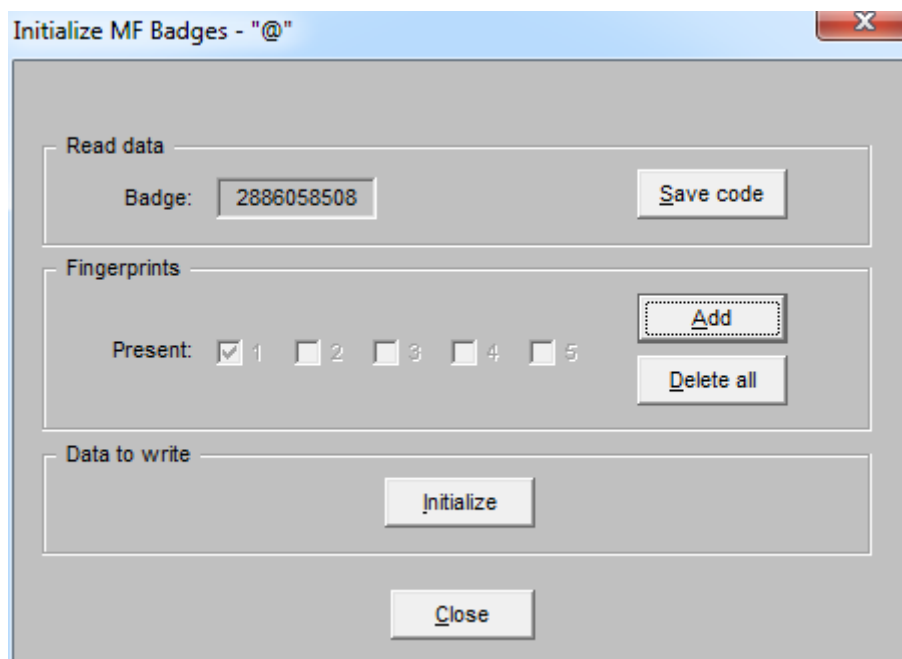 Initialize MF Badges - "@"
Read data
Badge: 2886058508 Save code
Fingerprints
Add
Present: 1 2 3 4 5
Delete all
Data to write
Initialize
Close